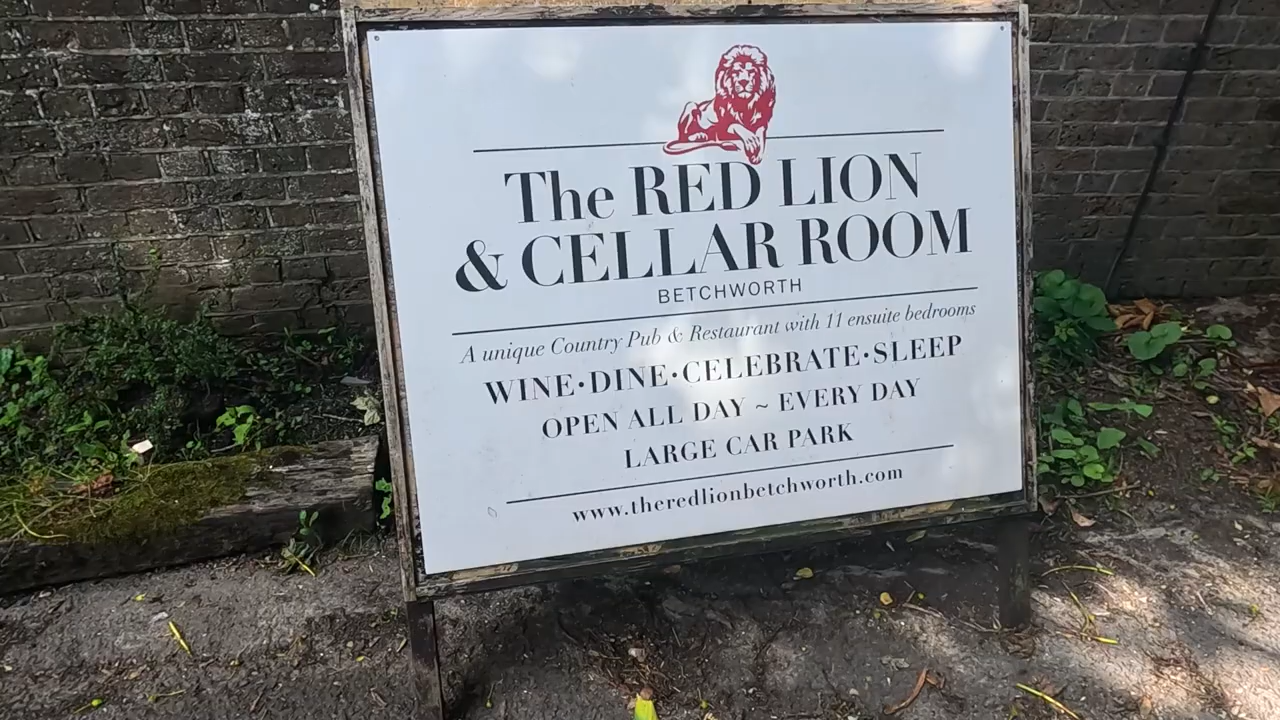 The RED LION
& CELLAR ROOM
BETCHWORTH
A unique Country Pub & Restaurant with 11 ensuite bedrooms
WINE•DINE•CELEBRATE•SLEEP
OPEN ALL DAY ~ EVERY DAY
LARGE CAR PARK
www.theredlionbetchworth.com